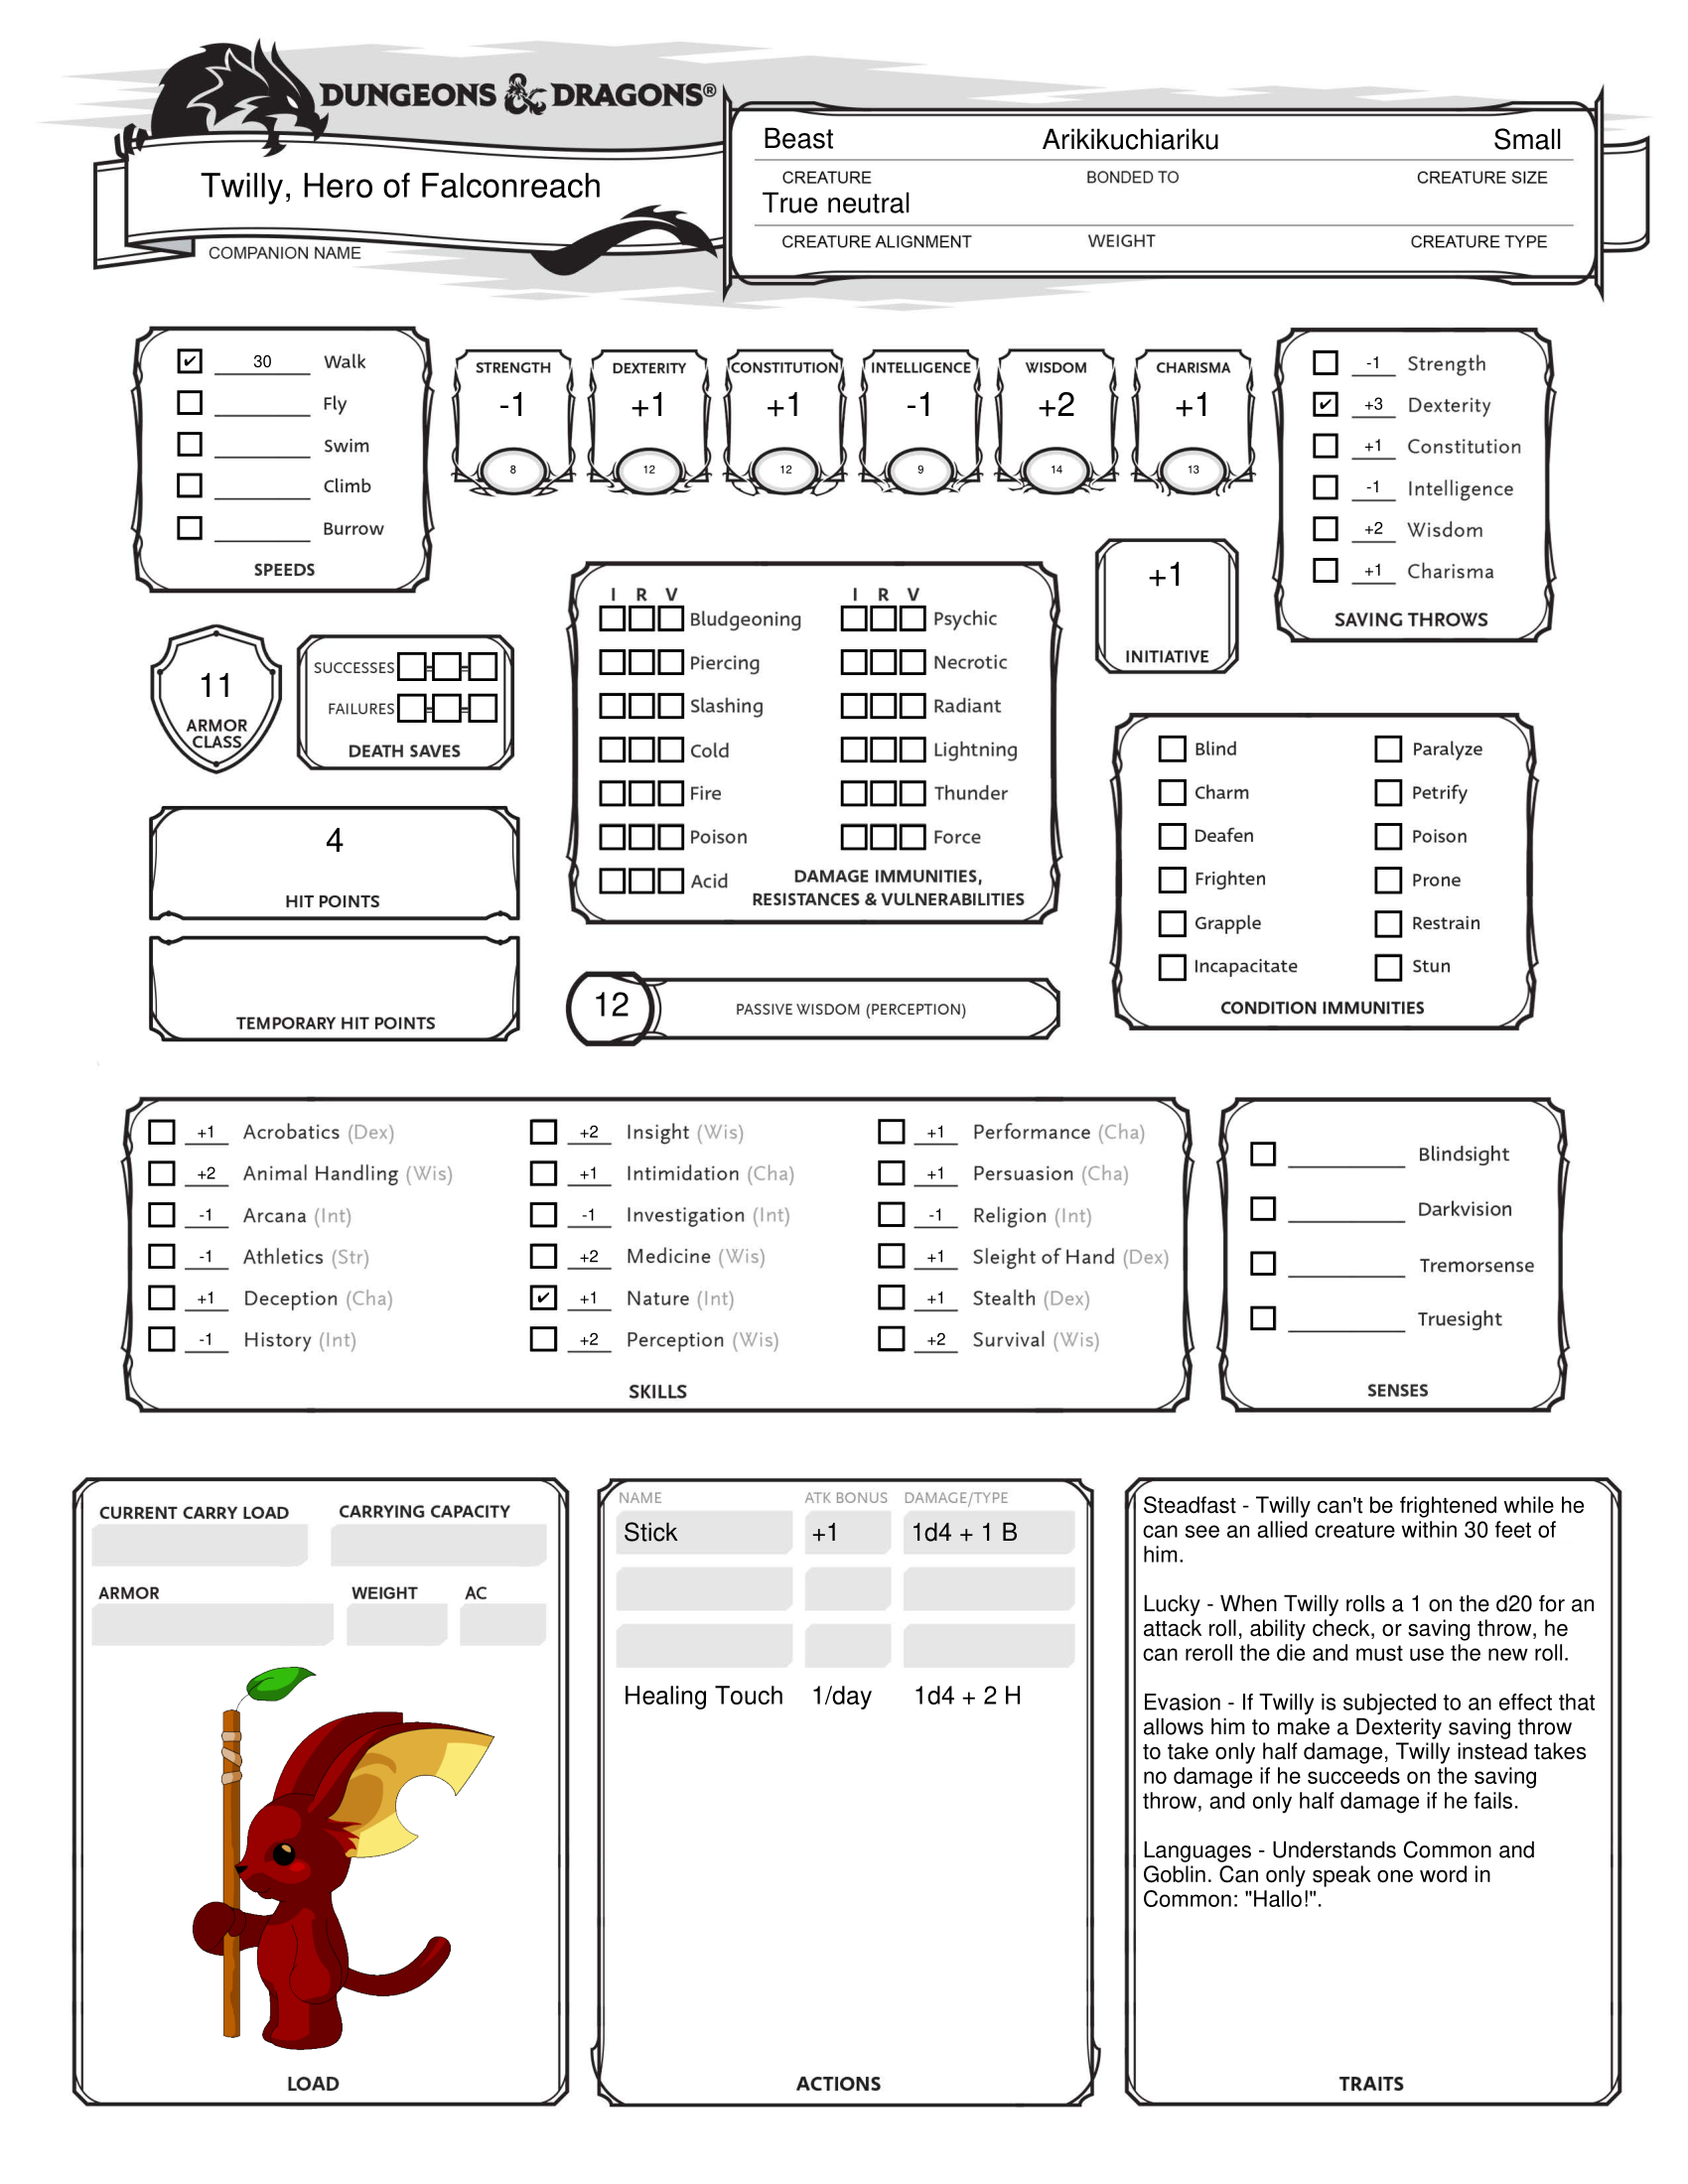 DUNGEONS & DRAGONS®
Twilly, Hero of Falconreach
COMPANION NAME
Beast Arikikuchiariku Small
CREATURE BONDED TO CREATURE SIZE
True neutral
CREATURE ALIGNMENT WEIGHT CREATURE TYPE
✔ 30 Walk
Fly
Swim
Climb
Burrow
SPEEDS
STRENGTH
-1
8
DEXTERITY
+1
12
CONSTITUTION
+1
12
INTELLIGENCE
-1
9
WISDOM
+2
14
CHARISMA
+1
13
-1 Strength
✔ +3 Dexterity
+1 Constitution
-1 Intelligence
+2 Wisdom
+1 Charisma
SAVING THROWS
11
ARMOR
CLASS
SUCCESSES
FAILURES
DEATH SAVES
4
HIT POINTS
TEMPORARY HIT POINTS
I R V I R V
Bludgeoning Psychic
Piercing Necrotic
Slashing Radiant
Cold Lightning
Fire Thunder
Poison Force
Acid
DAMAGE IMMUNITIES,
RESISTANCES & VULNERABILITIES
+1
INITIATIVE
12
PASSIVE WISDOM (PERCEPTION)
Blind Paralyze
Charm Petrify
Deafen Poison
Frighten Prone
Grapple Restrain
Incapacitate Stun
CONDITION IMMUNITIES
+1 Acrobatics (Dex)
+2 Animal Handling (Wis)
-1 Arcana (Int)
-1 Athletics (Str)
+1 Deception (Cha)
-1 History (Int)
+2 Insight (Wis)
+1 Intimidation (Cha)
-1 Investigation (Int)
+2 Medicine (Wis)
✔ +1 Nature (Int)
+2 Perception (Wis)
+1 Performance (Cha)
+1 Persuasion (Cha)
-1 Religion (Int)
+1 Sleight of Hand (Dex)
+1 Stealth (Dex)
+2 Survival (Wis)
SKILLS
Blindsight
Darkvision
Tremorsense
Truesight
SENSES
CURRENT CARRY LOAD CARRYING CAPACITY
ARMOR WEIGHT AC
LOAD
NAME ATK BONUS DAMAGE/TYPE
Stick +1 1d4 + 1 B
Healing Touch 1/day 1d4 + 2 H
ACTIONS
Steadfast - Twilly can't be frightened while he
can see an allied creature within 30 feet of
him.
Lucky - When Twilly rolls a 1 on the d20 for an
attack roll, ability check, or saving throw, he
can reroll the die and must use the new roll.
Evasion - If Twilly is subjected to an effect that
allows him to make a Dexterity saving throw
to take only half damage, Twilly instead takes
no damage if he succeeds on the saving
throw, and only half damage if he fails.
Languages - Understands Common and
Goblin. Can only speak one word in
Common: "Hallo!".
TRAITS